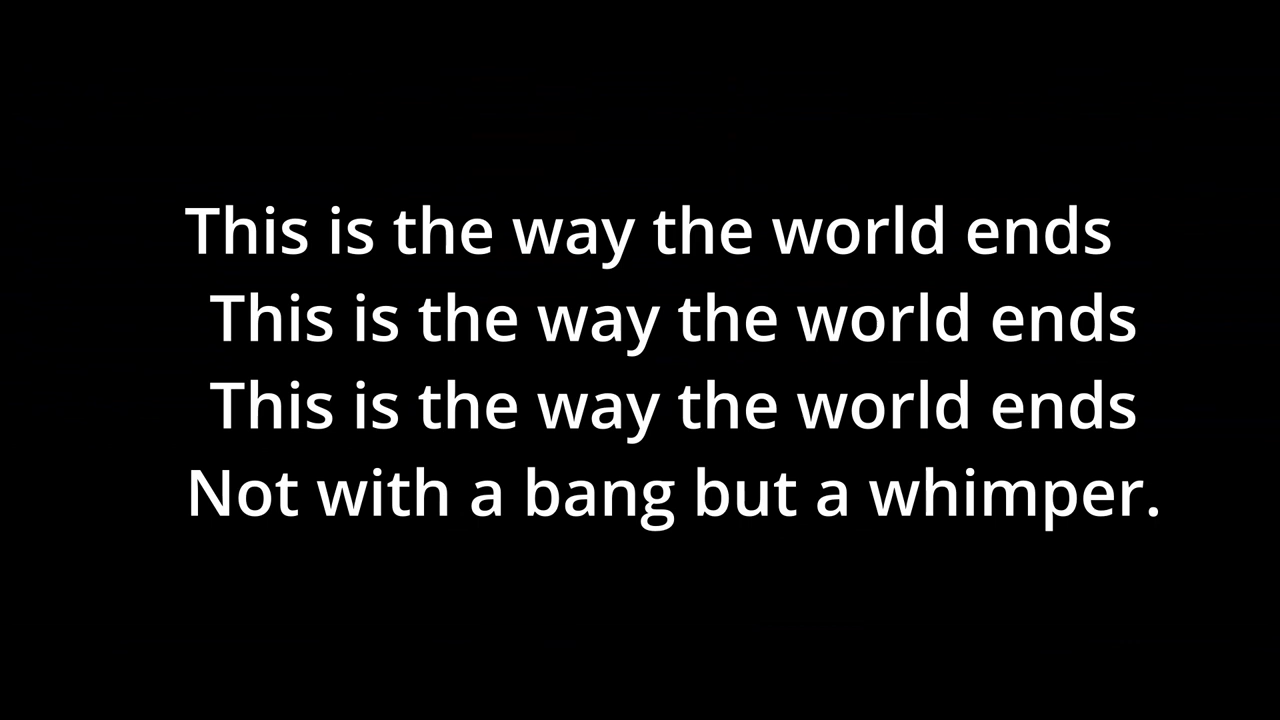 This is the way the world ends
This is the way the world ends
This is the way the world ends
Not with a bang but a whimper.